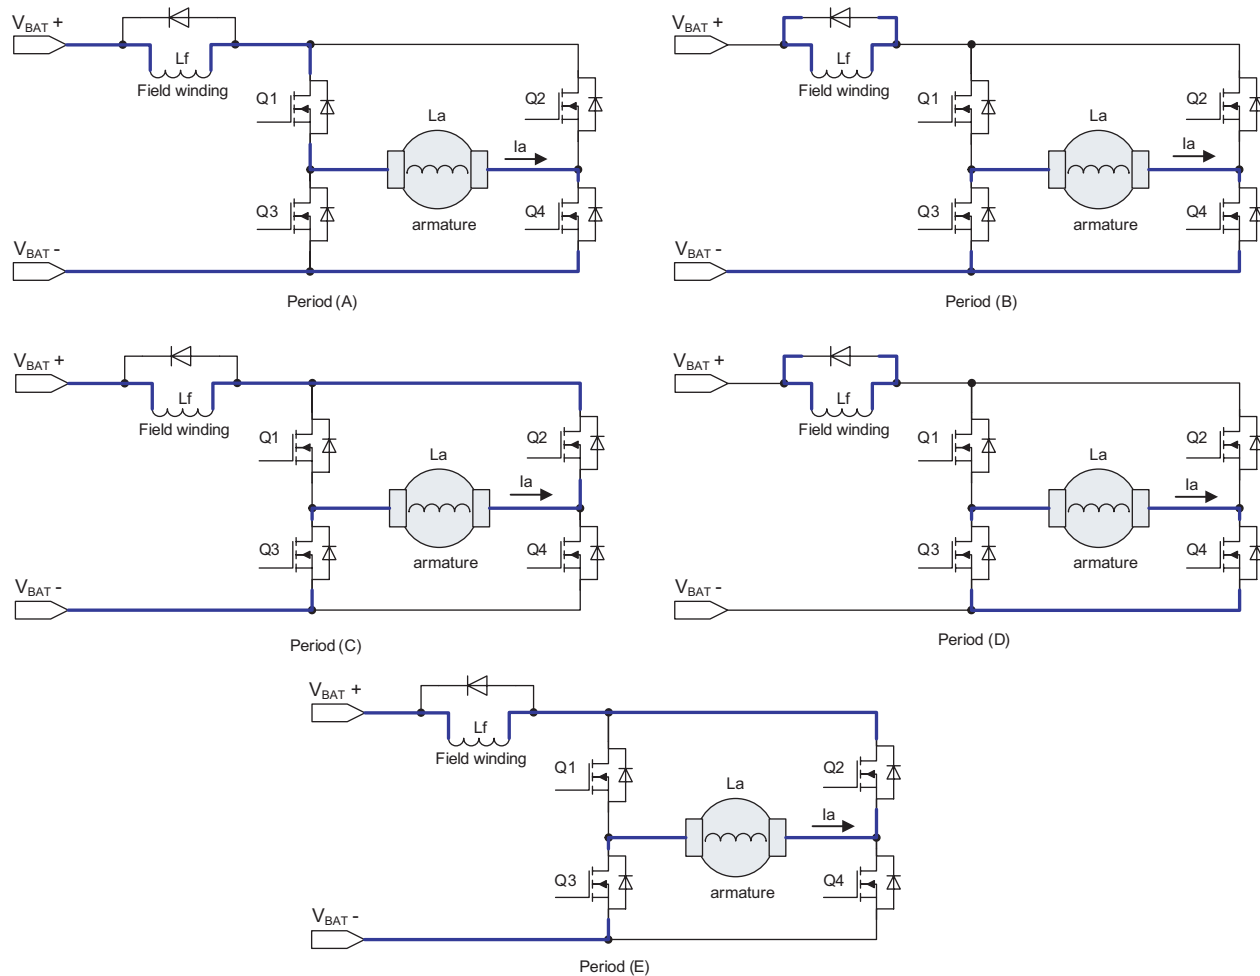 VBAT +
Lf
Field winding
Q1
Q2
La
Ia
Q3
Q4
armature
VBAT -
Period (A)
VBAT +
Lf
Field winding
Q1
Q2
La
Ia
Q3
Q4
armature
VBAT -
Period (B)
VBAT +
Lf
Field winding
Q1
Q2
La
Ia
Q3
Q4
armature
VBAT -
Period (C)
VBAT +
Lf
Field winding
Q1
Q2
La
Ia
Q3
Q4
armature
VBAT -
Period (D)
VBAT +
Lf
Field winding
Q1
Q2
La
Ia
Q3
Q4
armature
VBAT -
Period (E)